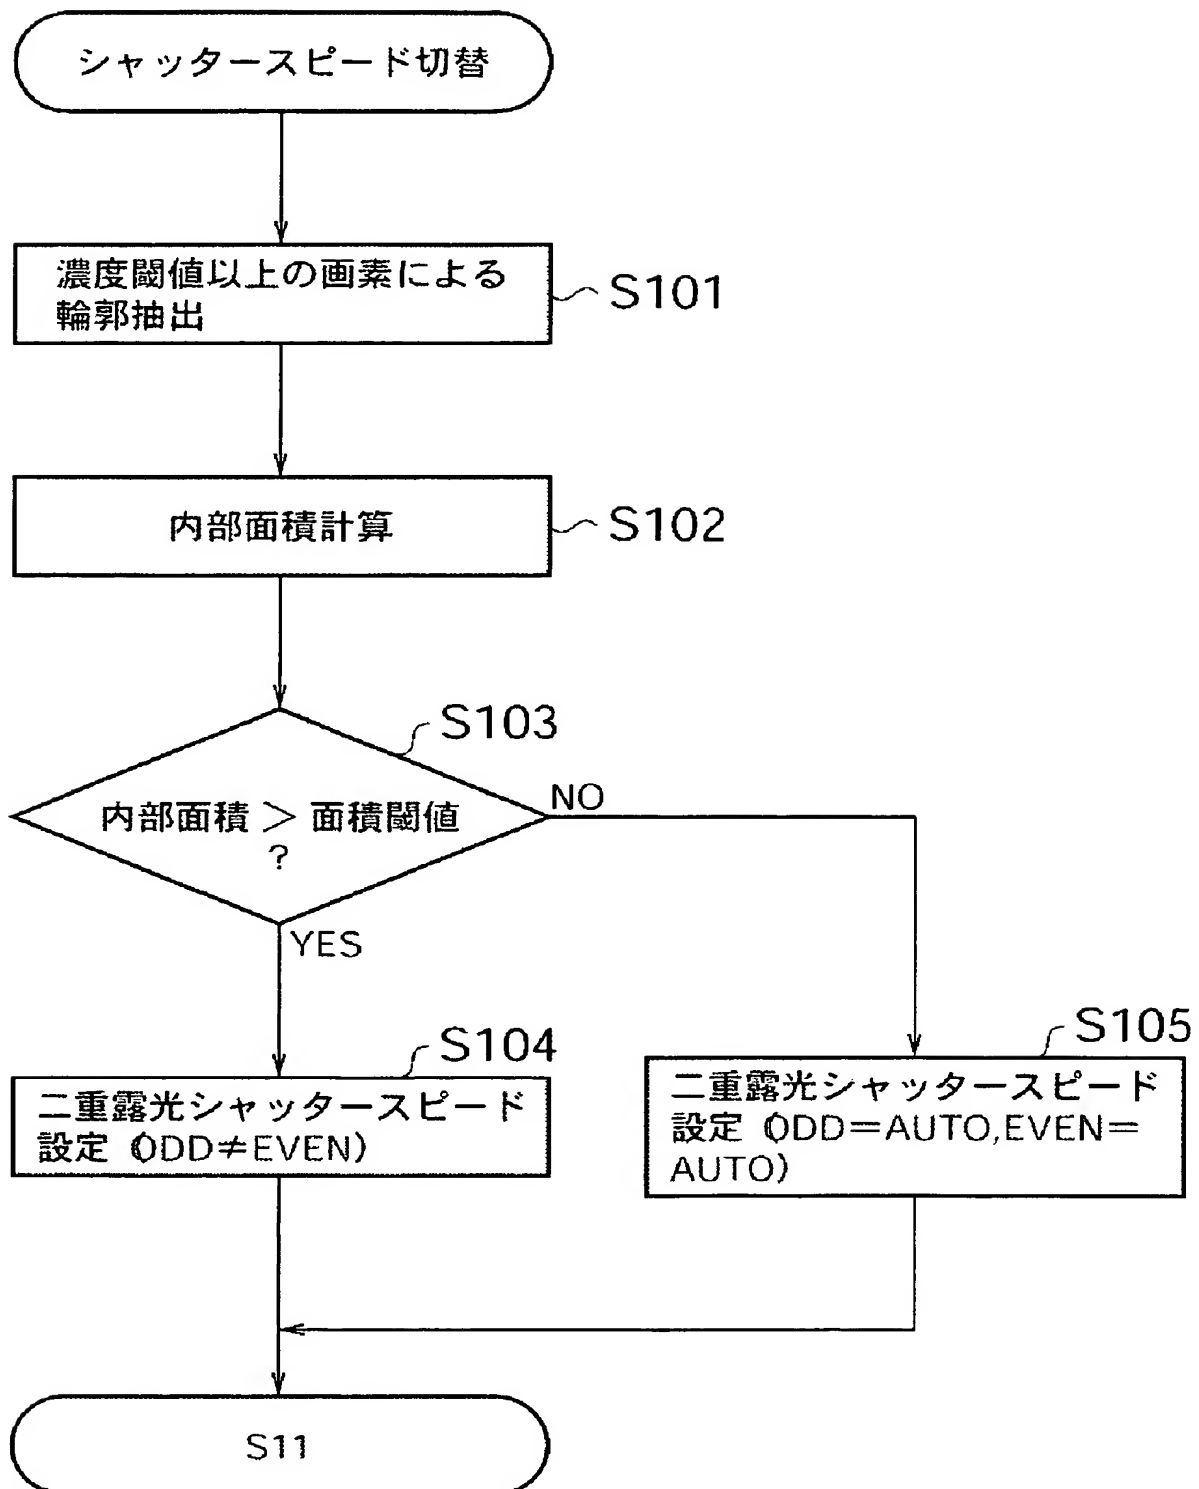 シャッタースピード切替
濃度閾値以上の画素による
輪郭抽出
S101
内部面積計算
S102
S103
内部面積 > 面積閾値
?
NO
YES
S104
二重露光シャッタースピード
設定 (ODD≠EVEN)
S105
二重露光シャッタースピード
設定 (ODD=AUTO,EVEN=
AUTO)
S11